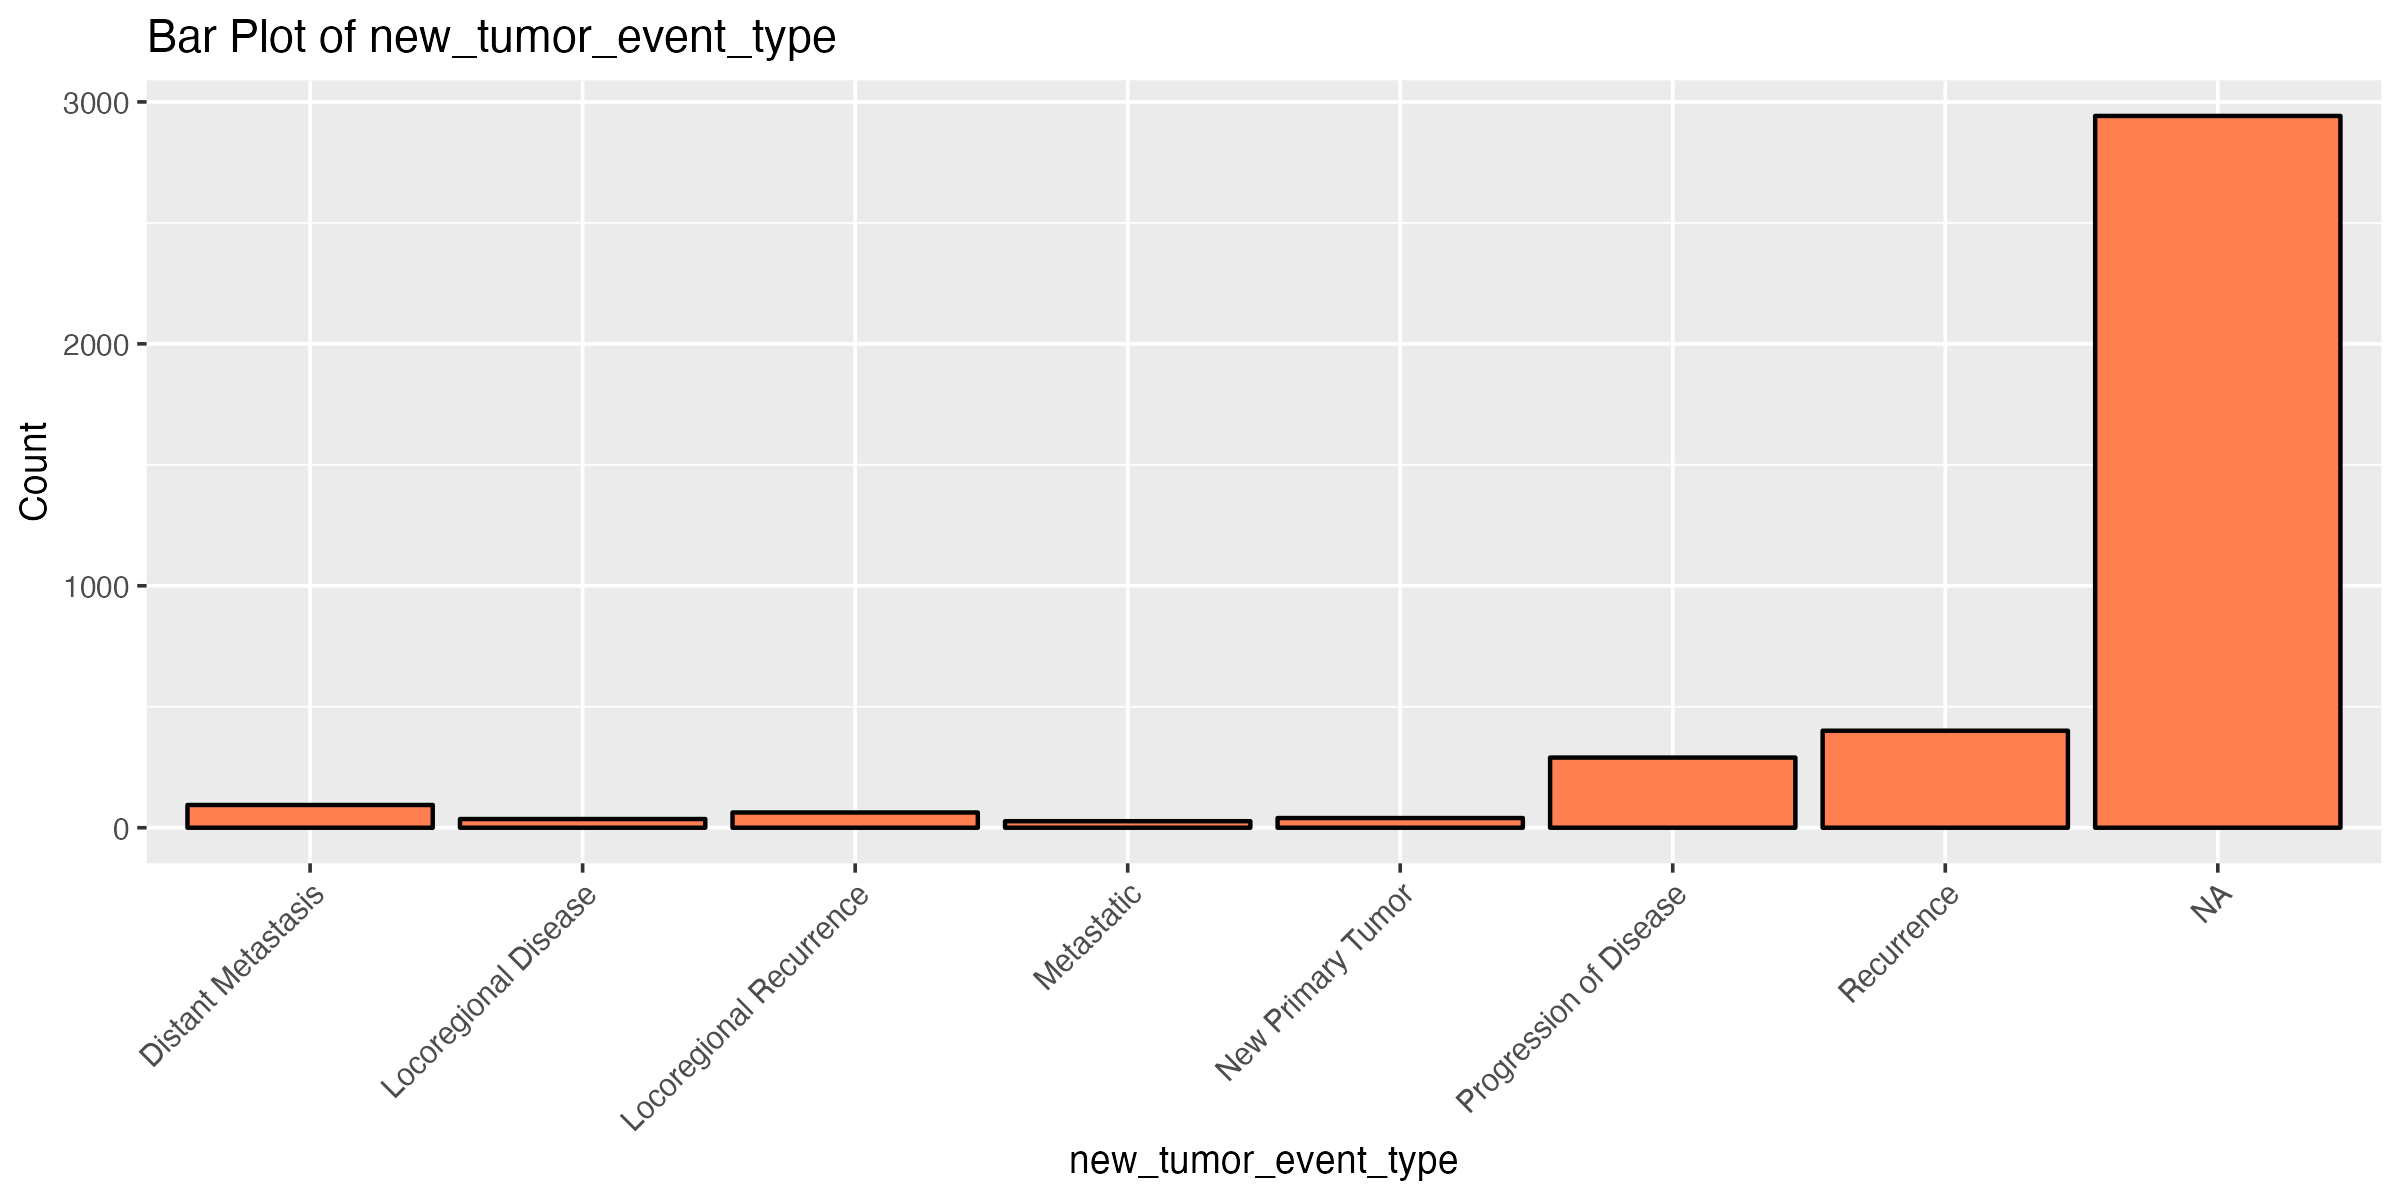 Bar Plot of new_tumor_event_type
Count
3000
2000
1000
0
Distant Metastasis
Locoregional Disease
Locoregional Recurrence
Metastatic
New Primary Tumor
Progression of Disease
Recurrence
NA
new_tumor_event_type